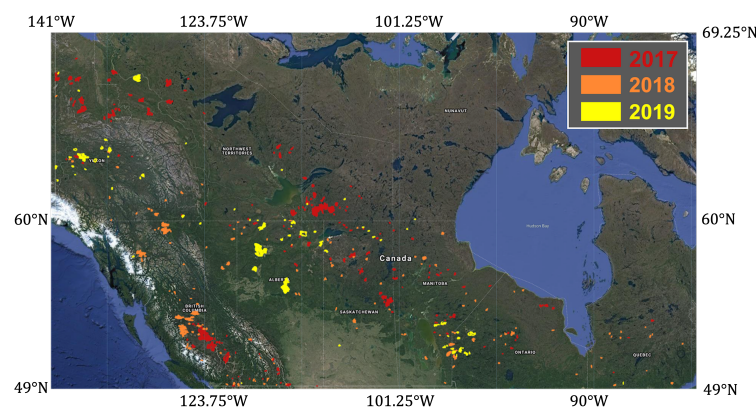 141°W
123.75°W
101.25°W
90°W
69.25°N
2017
2018
2019
NUNAVUT
NORTHWEST
TERRITORIES
YUKON
60°N
60°N
Hudson Bay
Canada
ALBER
MANITOBA
BRITISH
COLUMBIA
SASKATCHEWAN
ONTARIO
QUEBEC
49°N
49°N
123.75°W
101.25°W
90°W